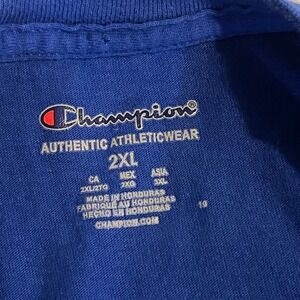 Champion®
AUTHENTIC ATHLETICWEAR
2XL
CA MEX ASIA
2XL/2TG 2XG 3XL
MADE IN HONDURAS
FABRIQUÉ AU HONDURAS
HECHO EN HONDURAS
CHAMPION.COM
19